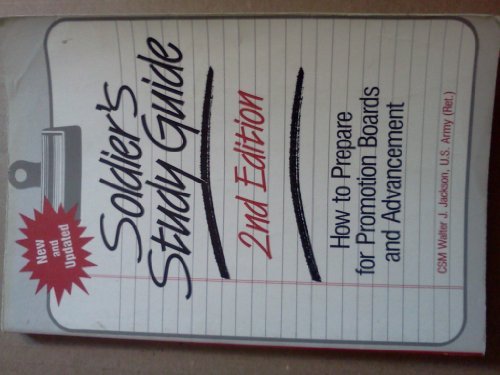 New
and
Updated
Soldier's
Study Guide
2nd Edition
How to Prepare
for Promotion Boards
and Advancement
CSM Walter J. Jackson, U.S. Army (Ret.)